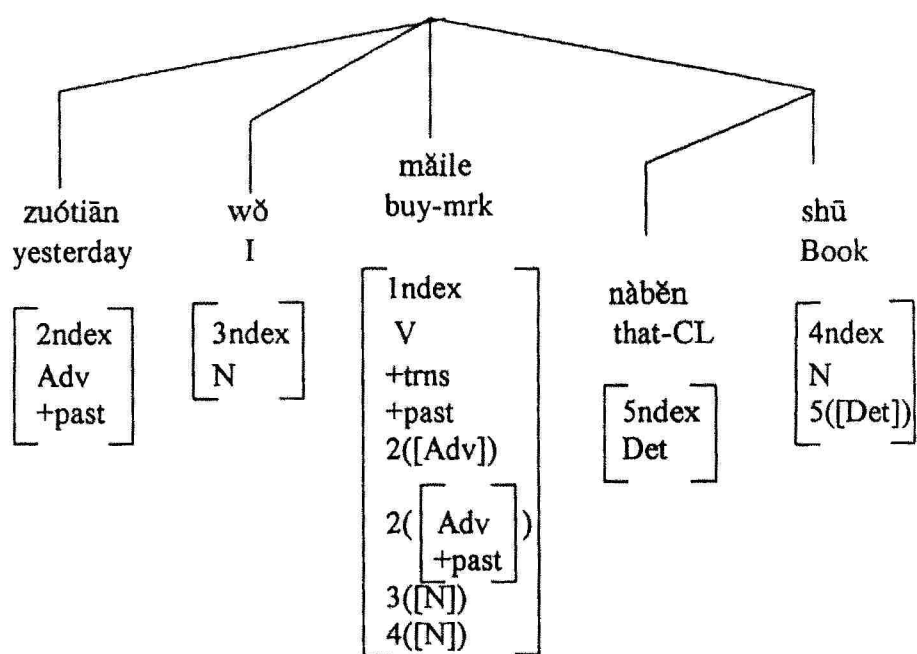 zuótiān
yesterday
2ndex
Adv
+past
wǒ
I
3ndex
N
mǎile
buy-mrk
1ndex
V
+trns
+past
2([Adv])
2([Adv
+past])
3([N])
4([N])
nàběn
that-CL
5ndex
Det
shū
Book
4ndex
N
5([Det])